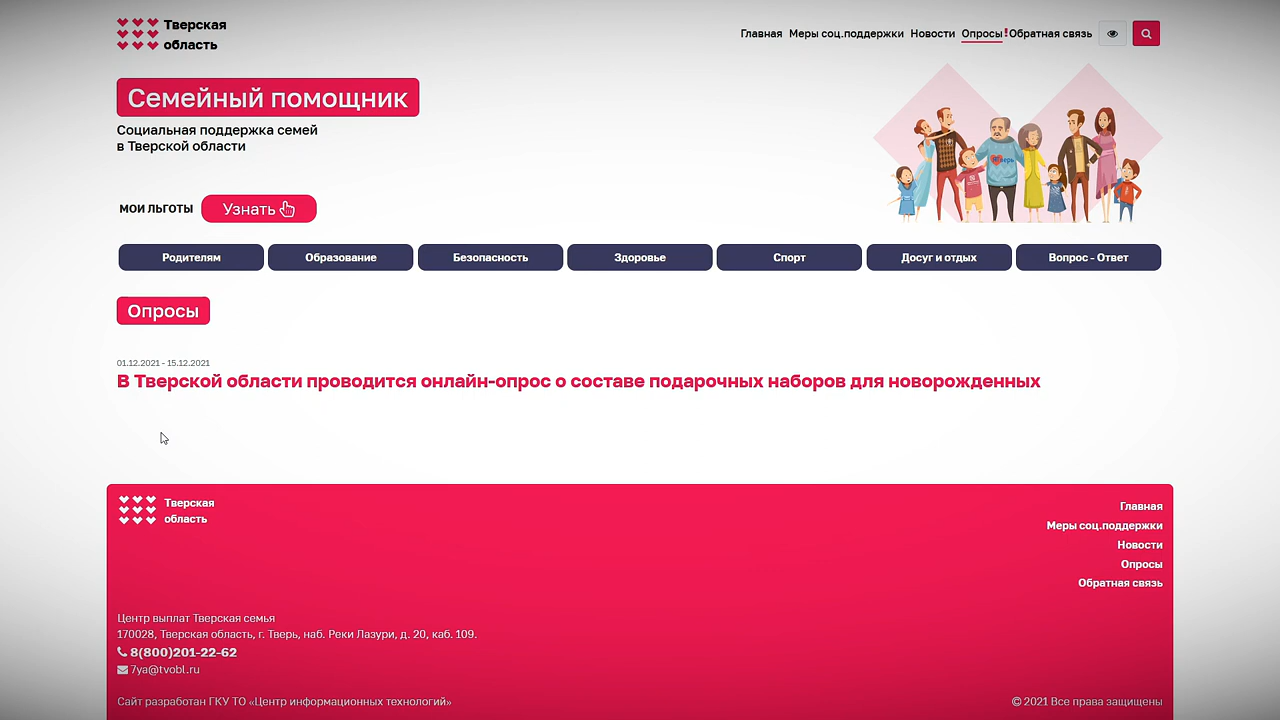 Тверская
область
Главная Меры соц.поддержки Новости Опросы! Обратная связь
Семейный помощник
Социальная поддержка семей
в Тверской области
МОИ ЛЬГОТЫ Узнать
Родителям Образование Безопасность Здоровье Спорт Досуг и отдых Вопрос - Ответ
Опросы
01.12.2021 - 15.12.2021
В Тверской области проводится онлайн-опрос о составе подарочных наборов для новорожденных
Тверская
область
Главная
Меры соц.поддержки
Новости
Опросы
Обратная связь
Центр выплат Тверская семья
170028, Тверская область, г. Тверь, наб. Реки Лазури, д. 20, каб. 109.
8(800)201-22-62
7ya@tvobl.ru
Сайт разработан ГКУ ТО «Центр информационных технологий»
© 2021 Все права защищены